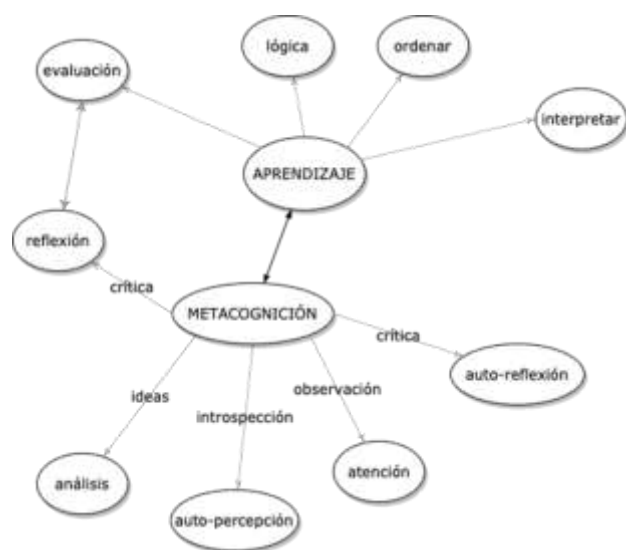 lógica
ordenar
evaluación
interpretar
APRENDIZAJE
reflexión
crítica
METACOGNICIÓN
crítica
auto-reflexión
ideas
observación
introspección
análisis
atención
auto-percepción